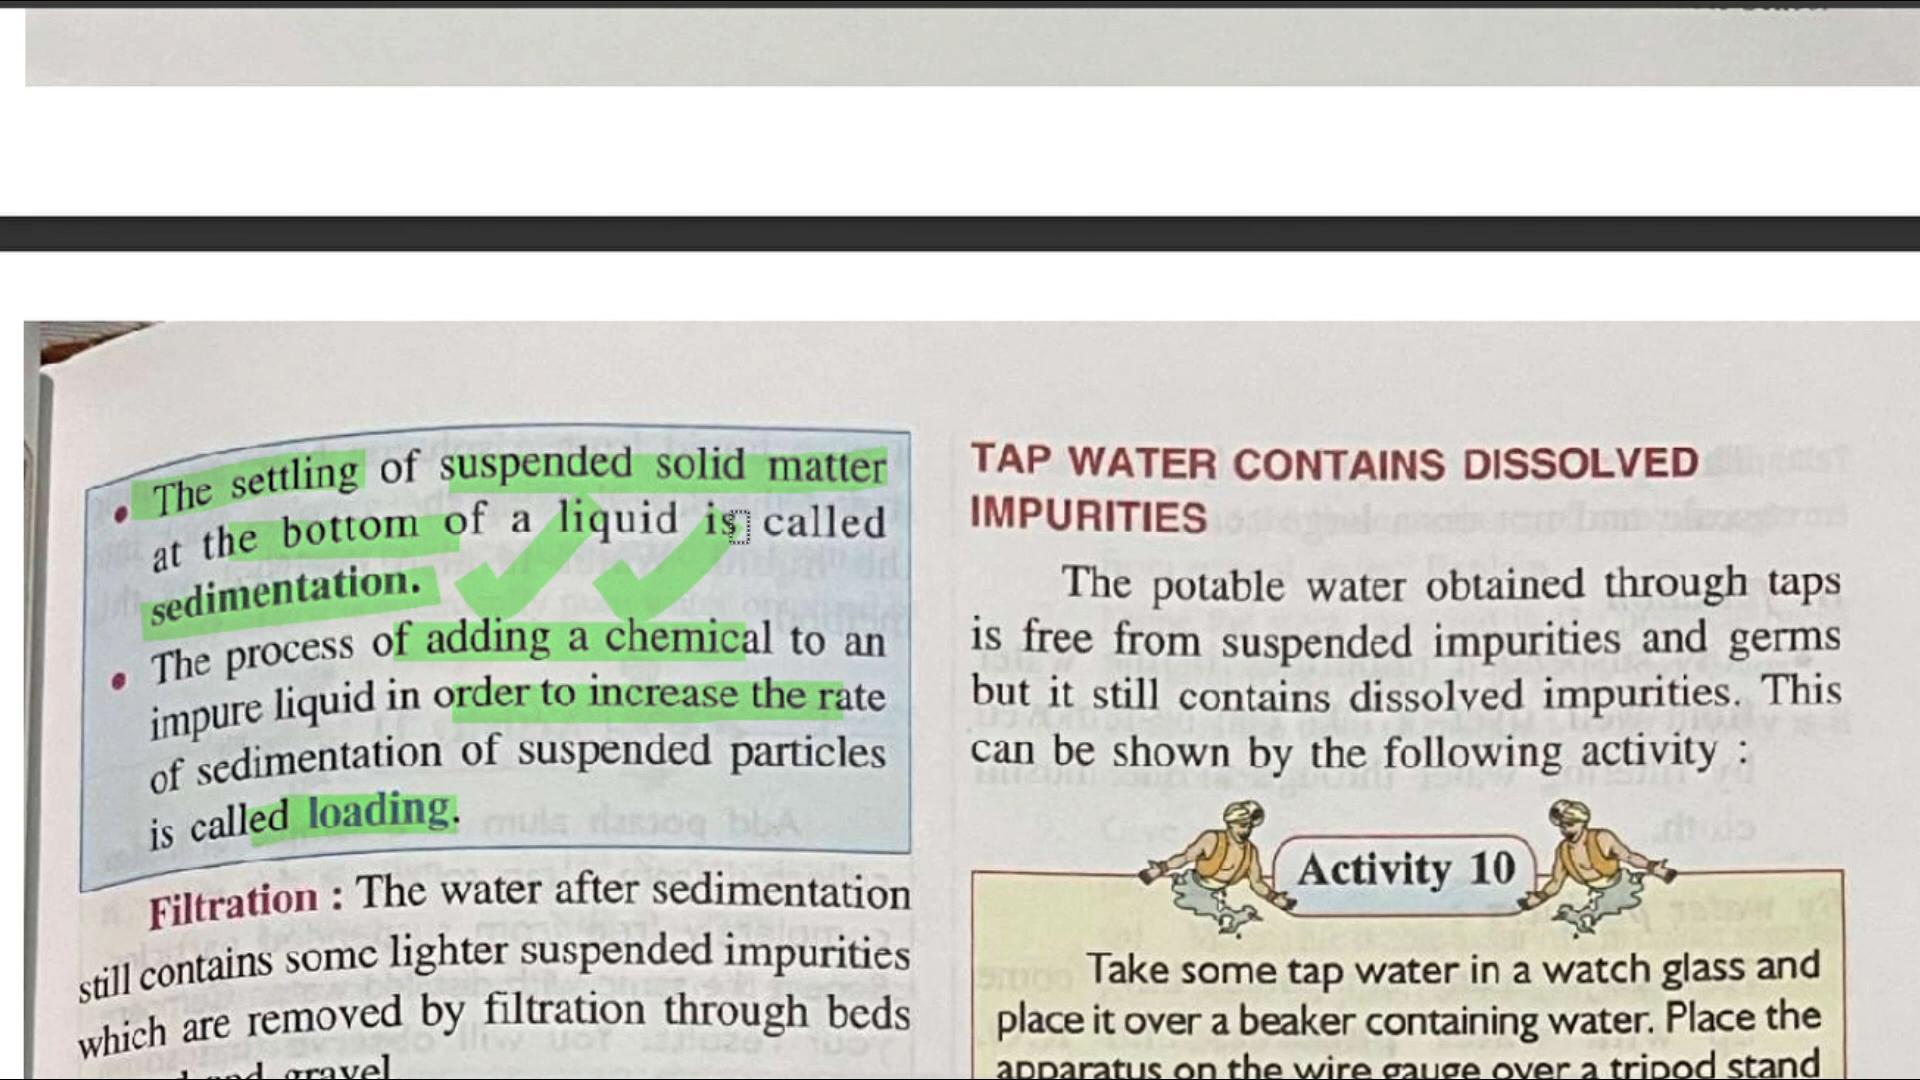 The settling of suspended solid matter
at the bottom of a liquid is called
sedimentation.
The process of adding a chemical to an
impure liquid in order to increase the rate
of sedimentation of suspended particles
is called loading.
Filtration : The water after sedimentation
still contains some lighter suspended impurities
which are removed by filtration through beds
gravel
TAP WATER CONTAINS DISSOLVED
IMPURITIES
The potable water obtained through taps
is free from suspended impurities and germs
but it still contains dissolved impurities. This
can be shown by the following activity :
Activity 10
Take some tap water in a watch glass and
place it over a beaker containing water. Place the
apparatus on the wire gauge over a tripod stand